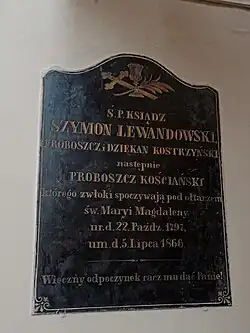 Ś.P. KSIĄDZ
SZYMON LEWANDOWSKI
PROBOSZCZ i DZIEKAN KOSTRZYŃSKI
następnie
PROBOSZCZ KOŚCIAŃSKI
którego zwłoki spoczywają pod ołtarzem
św. Maryi Magdaleny
ur. d. 22. Paźdz. 1797.
um. d. 5. Lipca 1866.
Wieczny odpoczynek racz mu dać Panie!